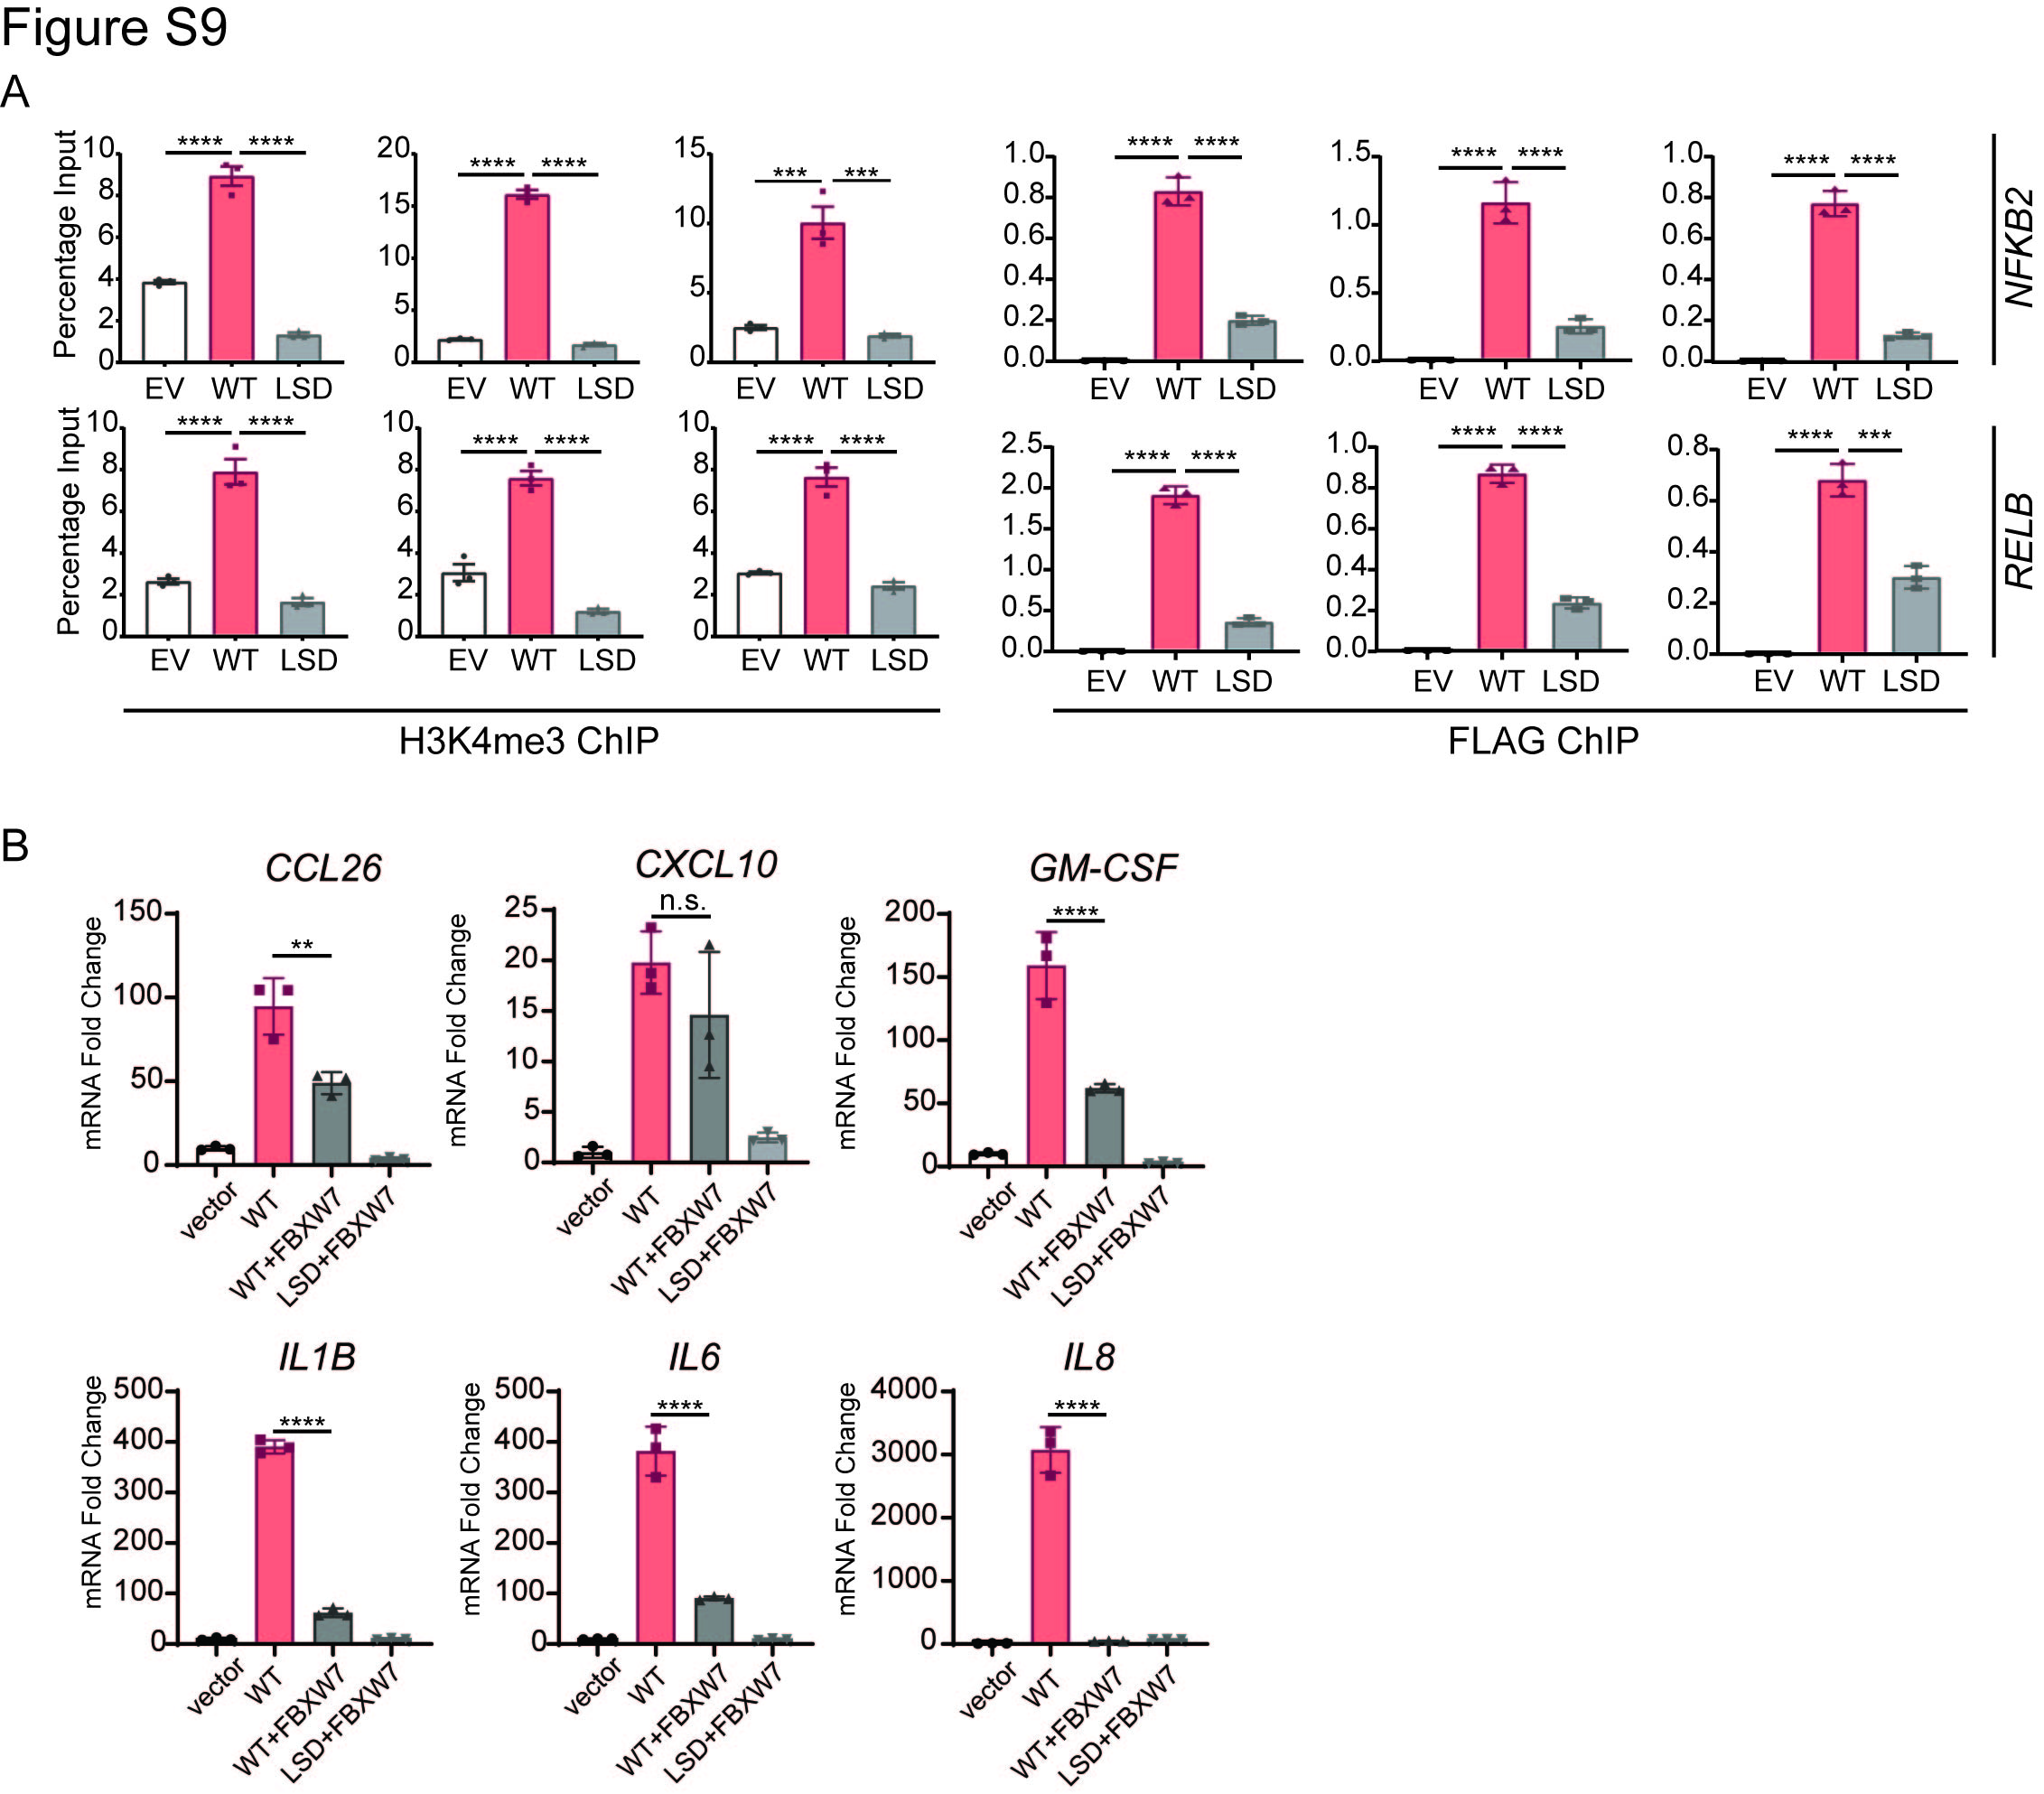 Figure S9
A
Percentage Input
10
8
6
4
2
0
**** ****
EV WT LSD
20
15
10
5
0
**** ****
EV WT LSD
15
10
5
0
*** ***
EV WT LSD
1.0
0.8
0.6
0.4
0.2
0.0
**** ****
EV WT LSD
1.5
1.0
0.5
0.0
**** ****
EV WT LSD
1.0
0.8
0.6
0.4
0.2
0.0
**** ****
EV WT LSD
NFKB2
Percentage Input
10
8
6
4
2
0
**** ****
EV WT LSD
10
8
6
4
2
0
**** ****
EV WT LSD
10
8
6
4
2
0
**** ****
EV WT LSD
2.5
2.0
1.5
1.0
0.5
0.0
**** ****
EV WT LSD
1.0
0.8
0.6
0.4
0.2
0.0
**** ****
EV WT LSD
0.8
0.6
0.4
0.2
0.0
**** ***
EV WT LSD
RELB
H3K4me3 ChIP
FLAG ChIP
B
CCL26
mRNA Fold Change
150
100
50
0
**
vector
WT
WT+FBXW7
LSD+FBXW7
CXCL10
mRNA Fold Change
25
20
15
10
5
0
n.s.
vector
WT
WT+FBXW7
LSD+FBXW7
GM-CSF
mRNA Fold Change
200
150
100
50
0
****
vector
WT
WT+FBXW7
LSD+FBXW7
IL1B
mRNA Fold Change
500
400
300
200
100
0
****
vector
WT
WT+FBXW7
LSD+FBXW7
IL6
mRNA Fold Change
500
400
300
200
100
0
****
vector
WT
WT+FBXW7
LSD+FBXW7
IL8
mRNA Fold Change
4000
3000
2000
1000
0
****
vector
WT
WT+FBXW7
LSD+FBXW7